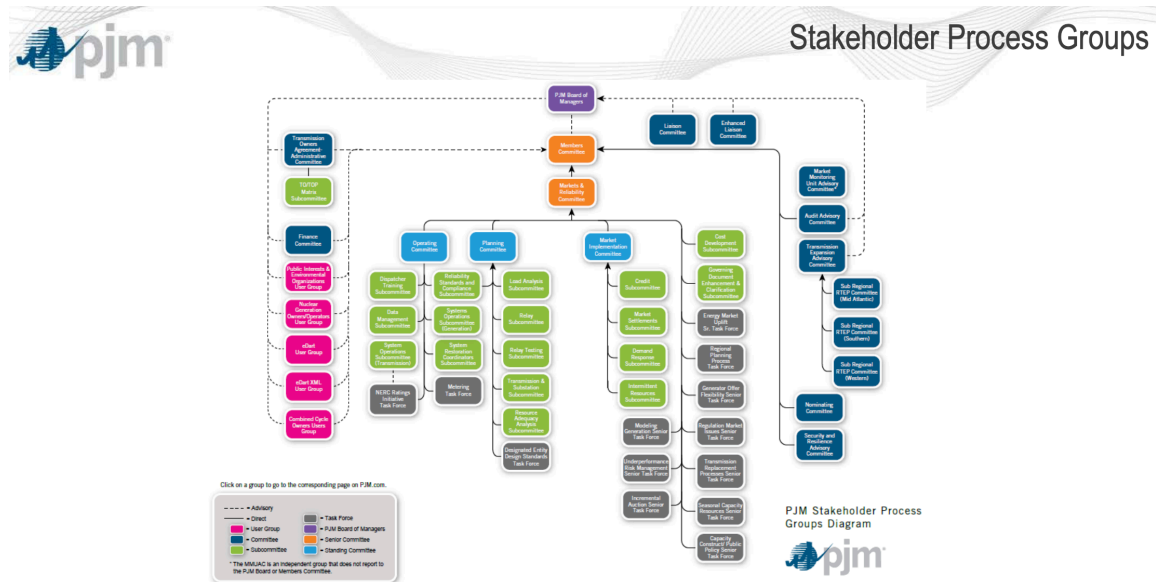 pjm
Stakeholder Process Groups
PJM Board of
Managers
Liaison
Committee
Enhanced
Liaison
Committee
Transmission
Owners
Agreement-
Administrative
Committee
Members
Committee
TO/TOP
Matrix
Subcommittee
Markets &
Reliability
Committee
Market
Monitoring
Unit Advisory
Committee*
Audit Advisory
Committee
Finance
Committee
Operating
Committee
Planning
Committee
Market
Implementation
Committee
Cost
Development
Subcommittee
Transmission
Expansion
Advisory
Committee
Public Interests &
Environmental
Organizations
User Group
Dispatcher
Training
Subcommittee
Reliability
Standards and
Compliance
Subcommittee
Load Analysis
Subcommittee
Credit
Subcommittee
Governing
Document
Enhancement &
Clarification
Subcommittee
Sub Regional
RTEP Committee
(Mid Atlantic)
Nuclear
Generation
Owners/Operators
User Group
Data
Management
Subcommittee
Systems
Operations
Subcommittee
(Generation)
Relay
Subcommittee
Market
Settlements
Subcommittee
Energy Market
Uplift
Sr. Task Force
Sub Regional
RTEP Committee
(Southern)
eDart
User Group
System
Operations
Subcommittee
(Transmission)
System
Restoration
Coordinators
Subcommittee
Relay Testing
Subcommittee
Demand
Response
Subcommittee
Regional
Planning
Process
Task Force
Sub Regional
RTEP Committee
(Western)
eDart XML
User Group
NERC Ratings
Initiative
Task Force
Metering
Task Force
Transmission &
Substation
Subcommittee
Intermittent
Resources
Subcommittee
Generator Offer
Flexibility Senior
Task Force
Nominating
Committee
Combined Cycle
Owners Users
Group
Resource
Adequacy
Analysis
Subcommittee
Modeling
Generation Senior
Task Force
Regulation Market
Issues Senior
Task Force
Security and
Resilience
Advisory
Committee
Designated Entity
Design Standards
Task Force
Underperformance
Risk Management
Senior Task Force
Transmission
Replacement
Processes Senior
Task Force
Incremental
Auction Senior
Task Force
Seasonal Capacity
Resources Senior
Task Force
Capacity
Construct/ Public
Policy Senior
Task Force
Click on a group to go to the corresponding page on PJM.com.
= Advisory
= Direct
= User Group
= Committee
= Subcommittee
= Task Force
= PJM Board of Managers
= Senior Committee
= Standing Committee
* The MMUAC is an independent group that does not report to
the PJM Board or Members Committee.
PJM Stakeholder Process
Groups Diagram
pjm